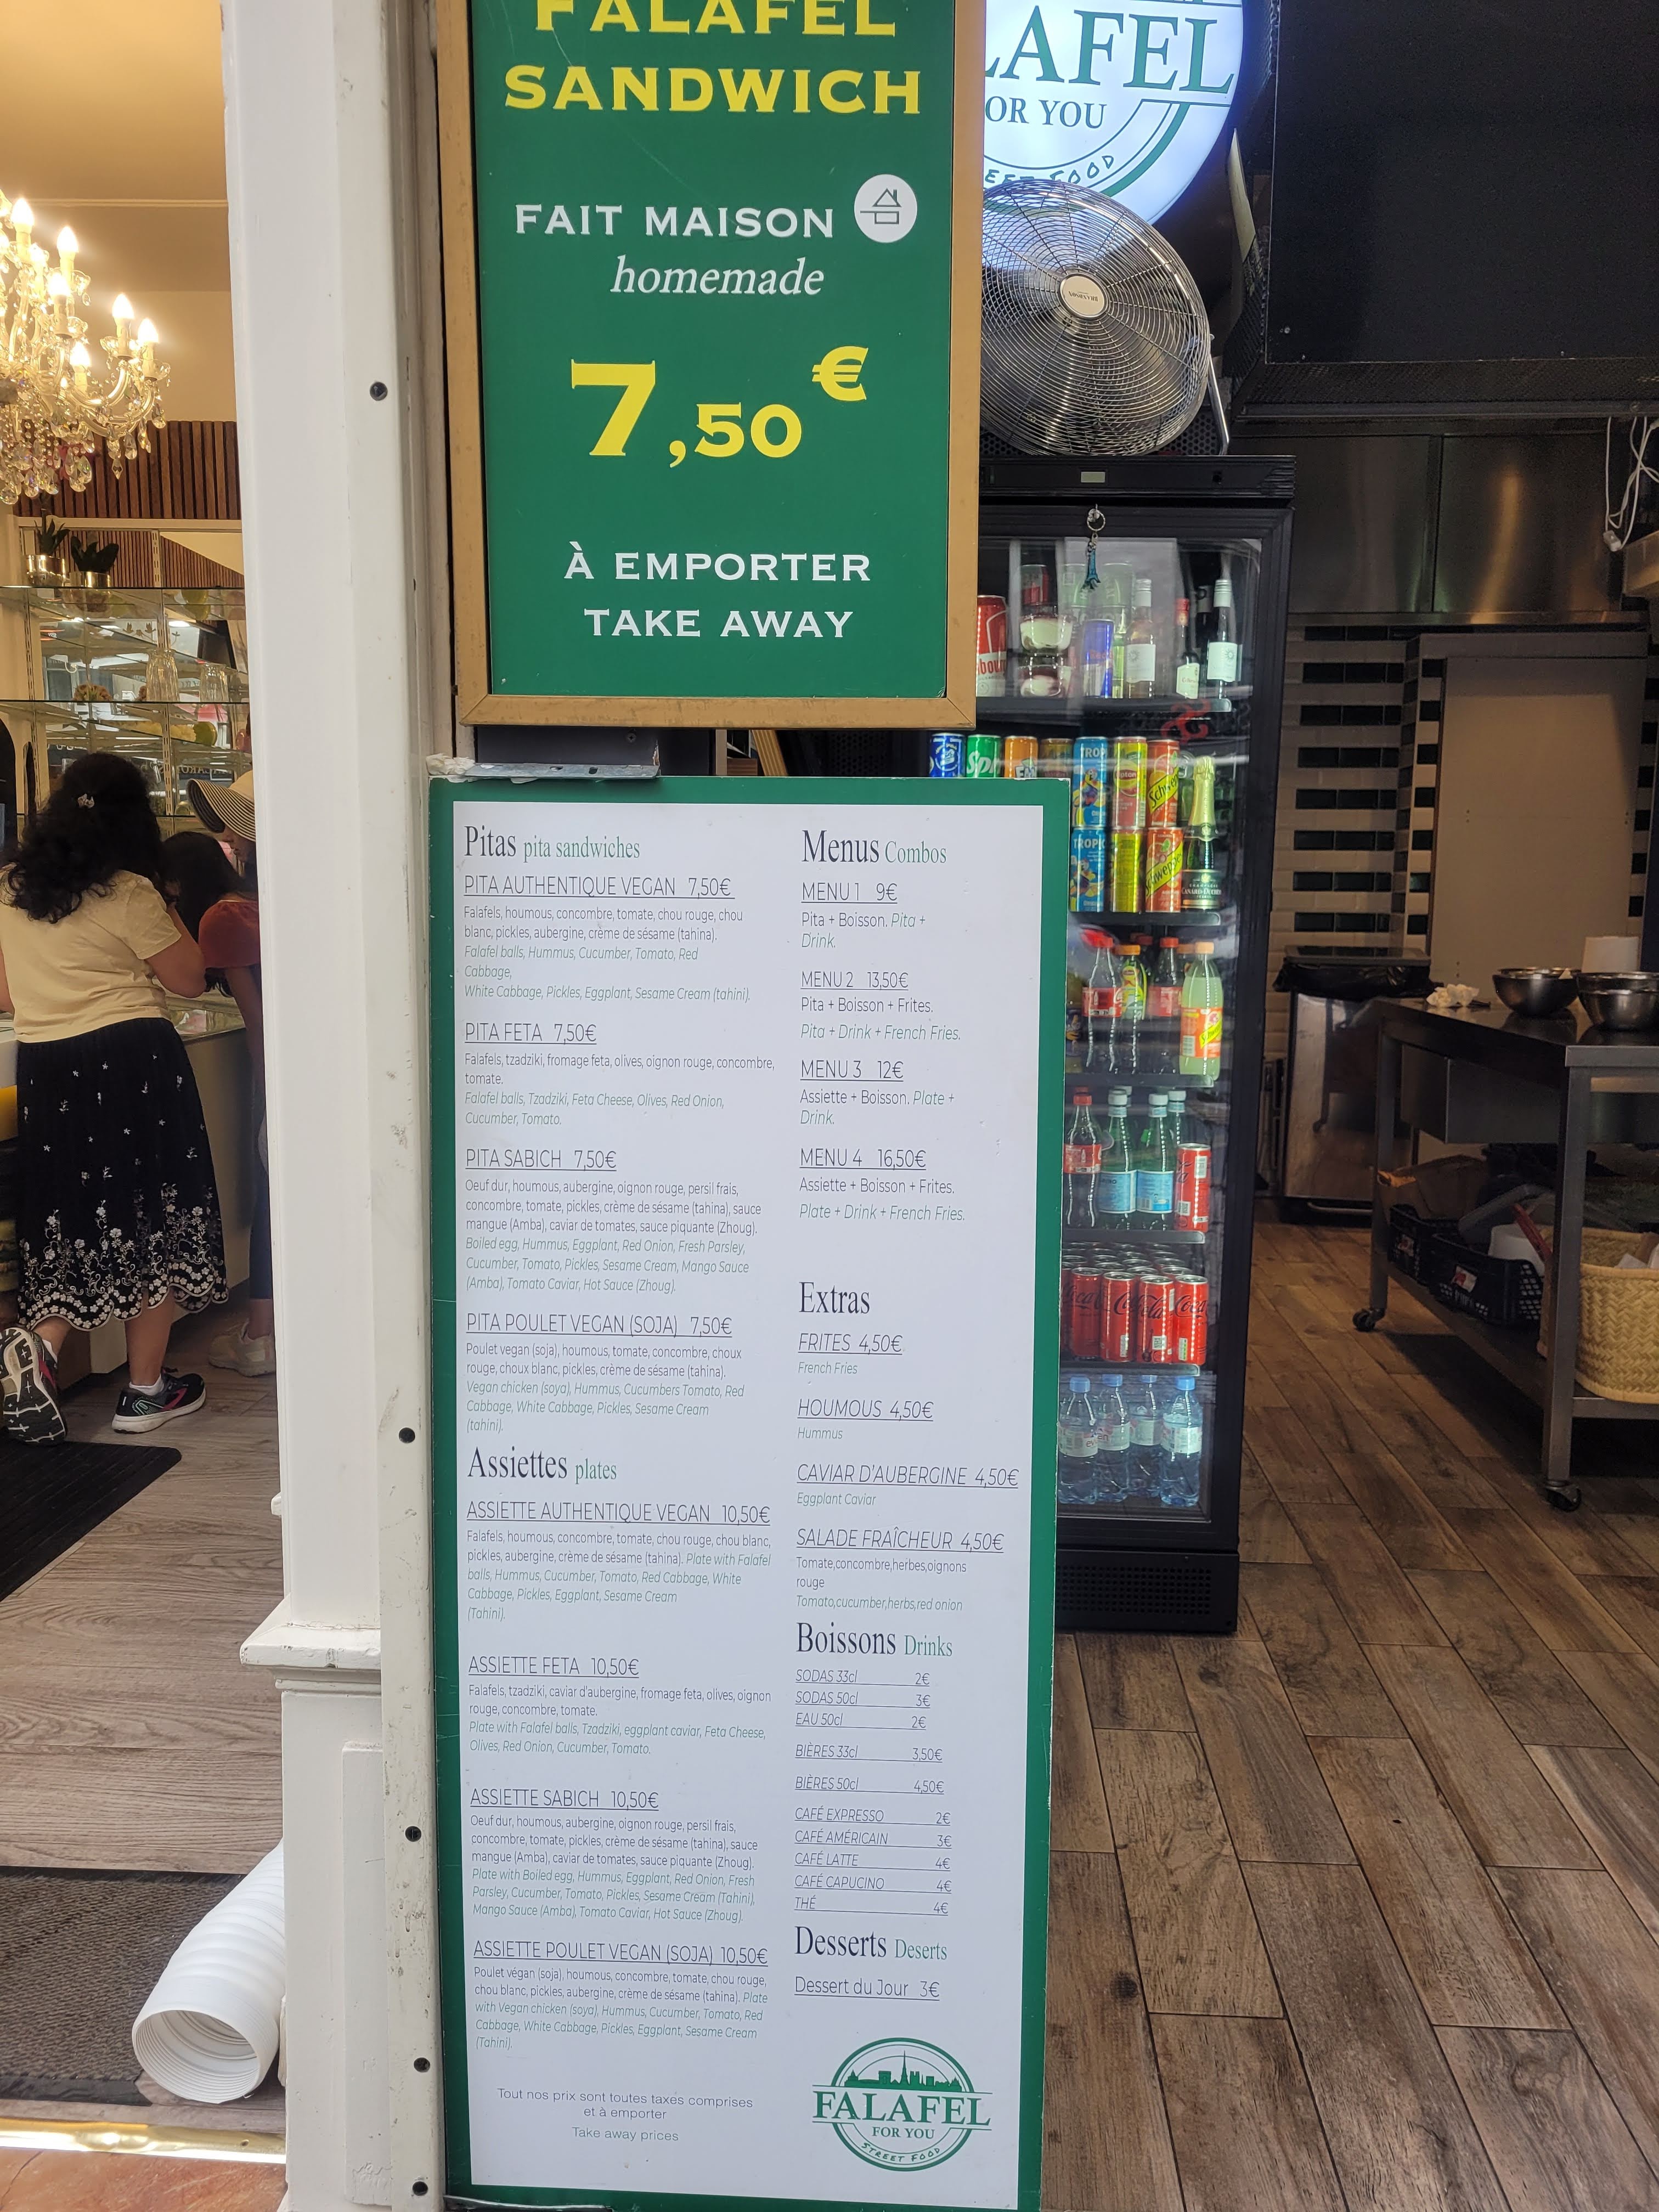 FALAFEL
SANDWICH
FAIT MAISON
homemade
7,50€
À EMPORTER
TAKE AWAY
LAFEL
OR YOU
FOOD
Pitas pita sandwiches
PITA AUTHENTIQUE VEGAN 7,50€
Falafels, houmous, concombre, tomate, chou rouge, chou
blanc, pickles, aubergine, crème de sésame (tahina).
Falafel balls, Hummus, Cucumber, Tomato, Red
Cabbage,
White Cabbage, Pickles, Eggplant, Sesame Cream (tahini).
PITA FETA 7,50€
Falafels, tzadziki, fromage feta, olives, oignon rouge, concombre,
tomate.
Falafel balls, Tzadziki, Feta Cheese, Olives, Red Onion,
Cucumber, Tomato.
PITA SABICH 7,50€
Oeuf dur, houmous, aubergine, oignon rouge, persil frais,
concombre, tomate, pickles, crème de sésame (tahina), sauce
mangue (Amba), caviar de tomates, sauce piquante (Zhoug).
Boiled egg, Hummus, Eggplant, Red Onion, Fresh Parsley,
Cucumber, Tomato, Pickles, Sesame Cream, Mango Sauce
(Amba), Tomato Caviar, Hot Sauce (Zhoug).
PITA POULET VEGAN (SOJA) 7,50€
Poulet vegan (soja), houmous, tomate, concombre, choux
rouge, choux blanc, pickles, crème de sésame (tahina).
Vegan chicken (soya), Hummus, Cucumbers Tomato, Red
Cabbage, White Cabbage, Pickles, Sesame Cream
(tahini).
Assiettes plates
ASSIETTE AUTHENTIQUE VEGAN 10,50€
Falafels, houmous, concombre, tomate, chou rouge, chou blanc,
pickles, aubergine, crème de sésame (tahina). Plate with Falafel
balls, Hummus, Cucumber, Tomato, Red Cabbage, White
Cabbage, Pickles, Eggplant, Sesame Cream
(Tahini).
ASSIETTE FETA 10,50€
Falafels, tzadziki, caviar d'aubergine, fromage feta, olives, oignon
rouge, concombre, tomate.
Plate with Falafel balls, Tzadziki, eggplant caviar, Feta Cheese,
Olives, Red Onion, Cucumber, Tomato.
ASSIETTE SABICH 10,50€
Oeuf dur, houmous, aubergine, oignon rouge, persil frais,
concombre, tomate, pickles, crème de sésame (tahina), sauce
mangue (Amba), caviar de tomates, sauce piquante (Zhoug).
Plate with Boiled egg, Hummus, Eggplant, Red Onion, Fresh
Parsley, Cucumber, Tomato, Pickles, Sesame Cream (Tahini),
Mango Sauce (Amba), Tomato Caviar, Hot Sauce (Zhoug).
ASSIETTE POULET VEGAN (SOJA) 10,50€
Poulet végan (soja), houmous, concombre, tomate, chou rouge,
chou blanc, pickles, aubergine, crème de sésame (tahina). Plate
with Vegan chicken (soya), Hummus, Cucumber, Tomato, Red
Cabbage, White Cabbage, Pickles, Eggplant, Sesame Cream
(Tahini).
Tout nos prix sont toutes taxes comprises
et à emporter
Take away prices
Menus Combos
MENU 1 9€
Pita + Boisson. Pita +
Drink.
MENU 2 13,50€
Pita + Boisson + Frites.
Pita + Drink + French Fries.
MENU 3 12€
Assiette + Boisson. Plate +
Drink.
MENU 4 16,50€
Assiette + Boisson + Frites.
Plate + Drink + French Fries.
Extras
FRITES 4,50€
French Fries
HOUMOUS 4,50€
Hummus
CAVIAR D'AUBERGINE 4,50€
Eggplant Caviar
SALADE FRAÎCHEUR 4,50€
Tomate,concombre,herbes,oignons
rouge
Tomato,cucumber,herbs,red onion
Boissons Drinks
SODAS 33cl 2€
SODAS 50cl 3€
EAU 50cl 2€
BIÈRES 33cl 3,50€
BIÈRES 50cl 4,50€
CAFÉ EXPRESSO 2€
CAFÉ AMÉRICAIN 3€
CAFÉ LATTE 4€
CAFÉ CAPUCINO 4€
THÉ 4€
Desserts Deserts
Dessert du Jour 3€
FALAFEL
FOR YOU
STREET FOOD
Spr
TROP
Schw
TROPIC
Schweppes
Coca-Cola